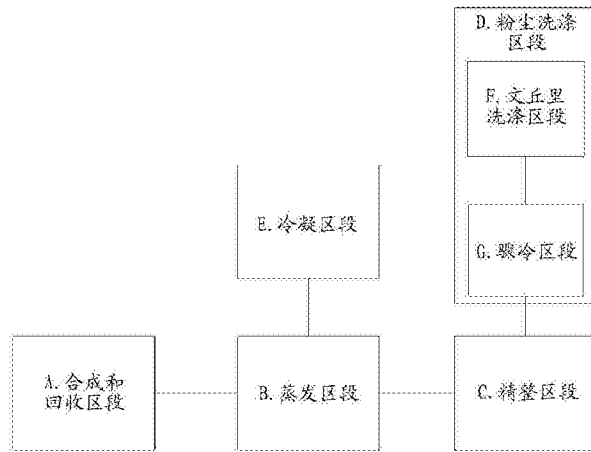 D.粉尘洗涤
区段
F.文丘里
洗涤区段
E.冷凝区段
G.骤冷区段
A.合成和
回收区段
B.蒸发区段
C.精整区段